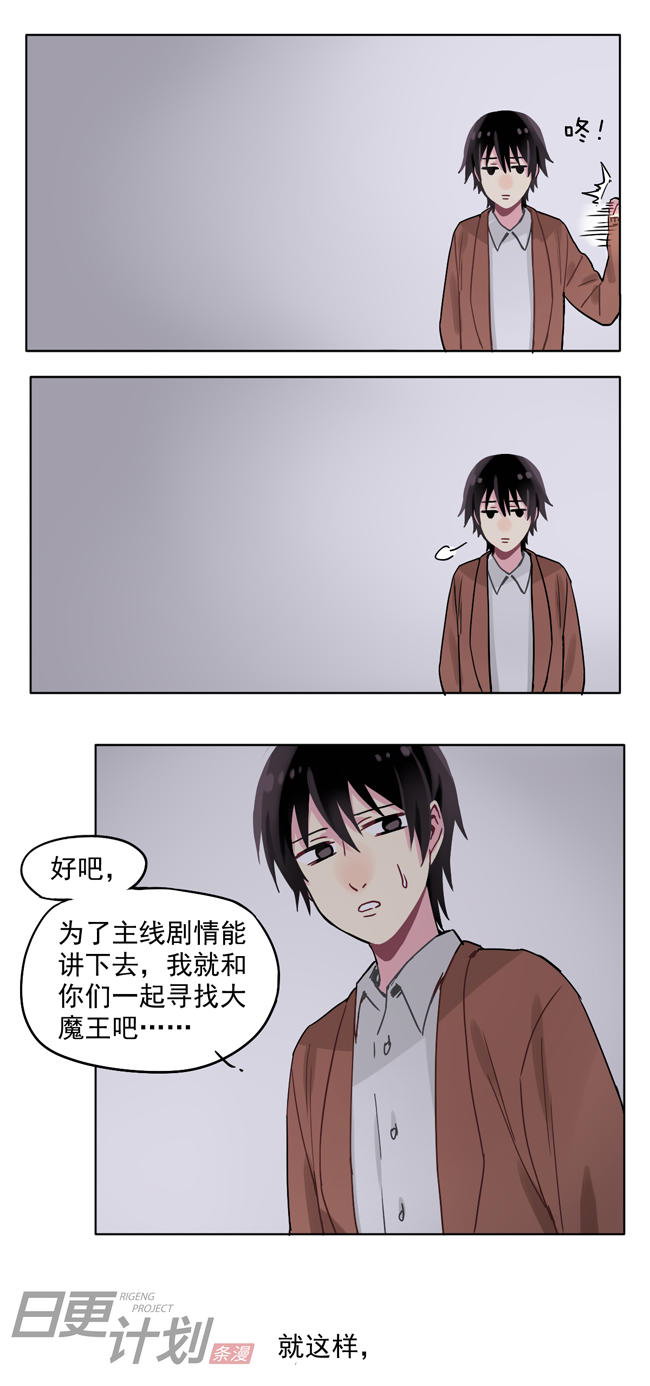 咚！
好吧，
为了主线剧情能
讲下去，我就和
你们一起寻找大
魔王吧……
日更
计划
RIGENG
PROJECT
条漫
就这样，